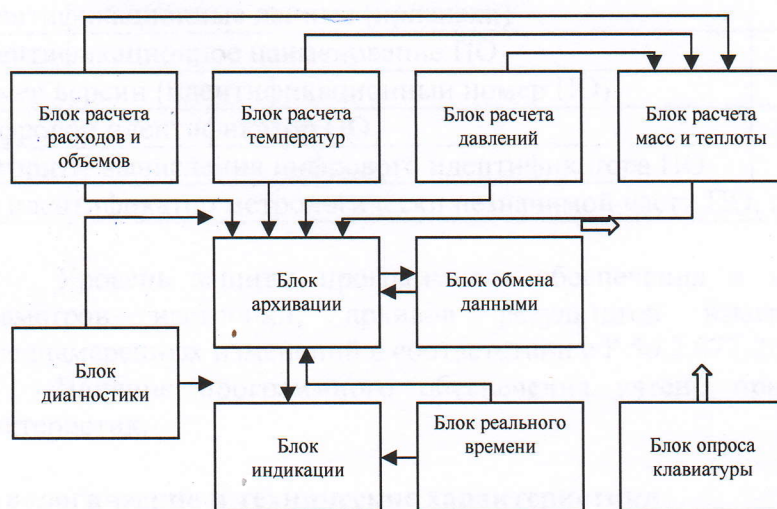 Блок расчета
расходов и
объемов
Блок расчета
температур
Блок расчета
давлений
Блок расчета
масс и теплоты
Блок
архивации
Блок обмена
данными
Блок
диагностики
Блок
индикации
Блок реального
времени
Блок опроса
клавиатуры